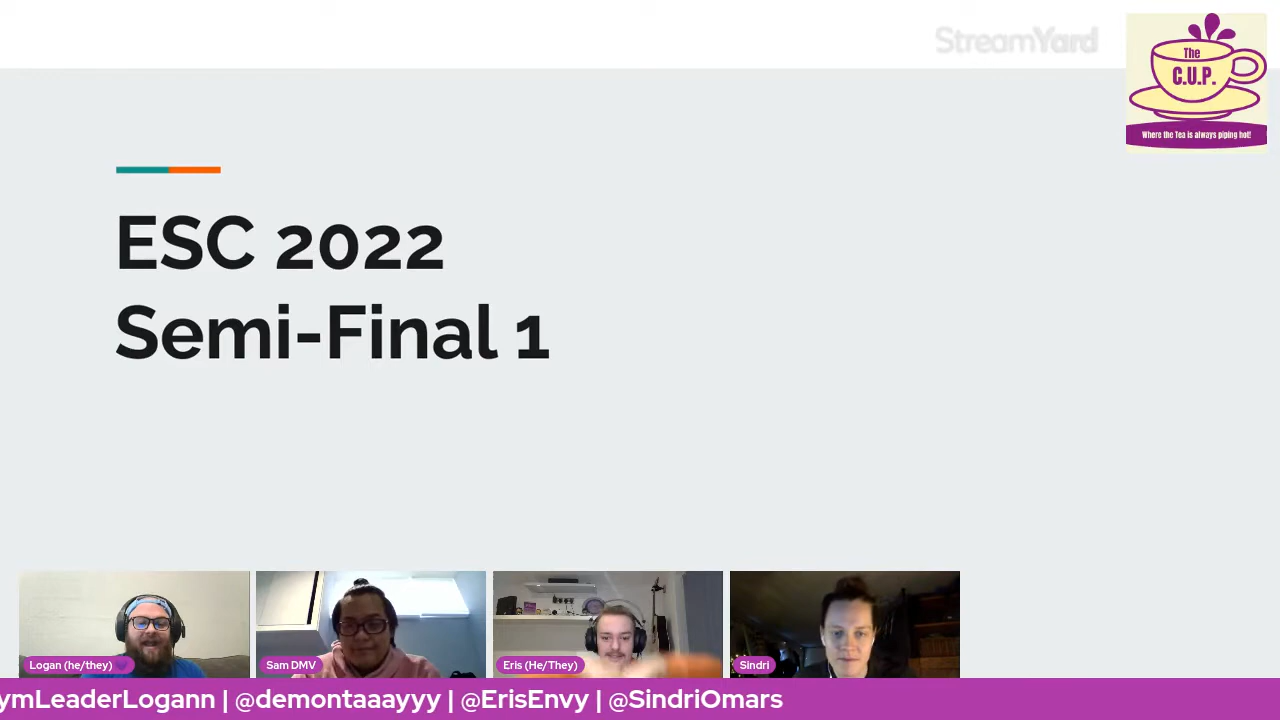 StreamYard
The
C.U.P.
Where the Tea is always piping hot!
ESC 2022
Semi-Final 1
Logan (he/they)
Sam DMV
Eris (He/They)
Sindri
ymLeaderLogann | @demontaaayyy | @ErisEnvy | @SindriOmars